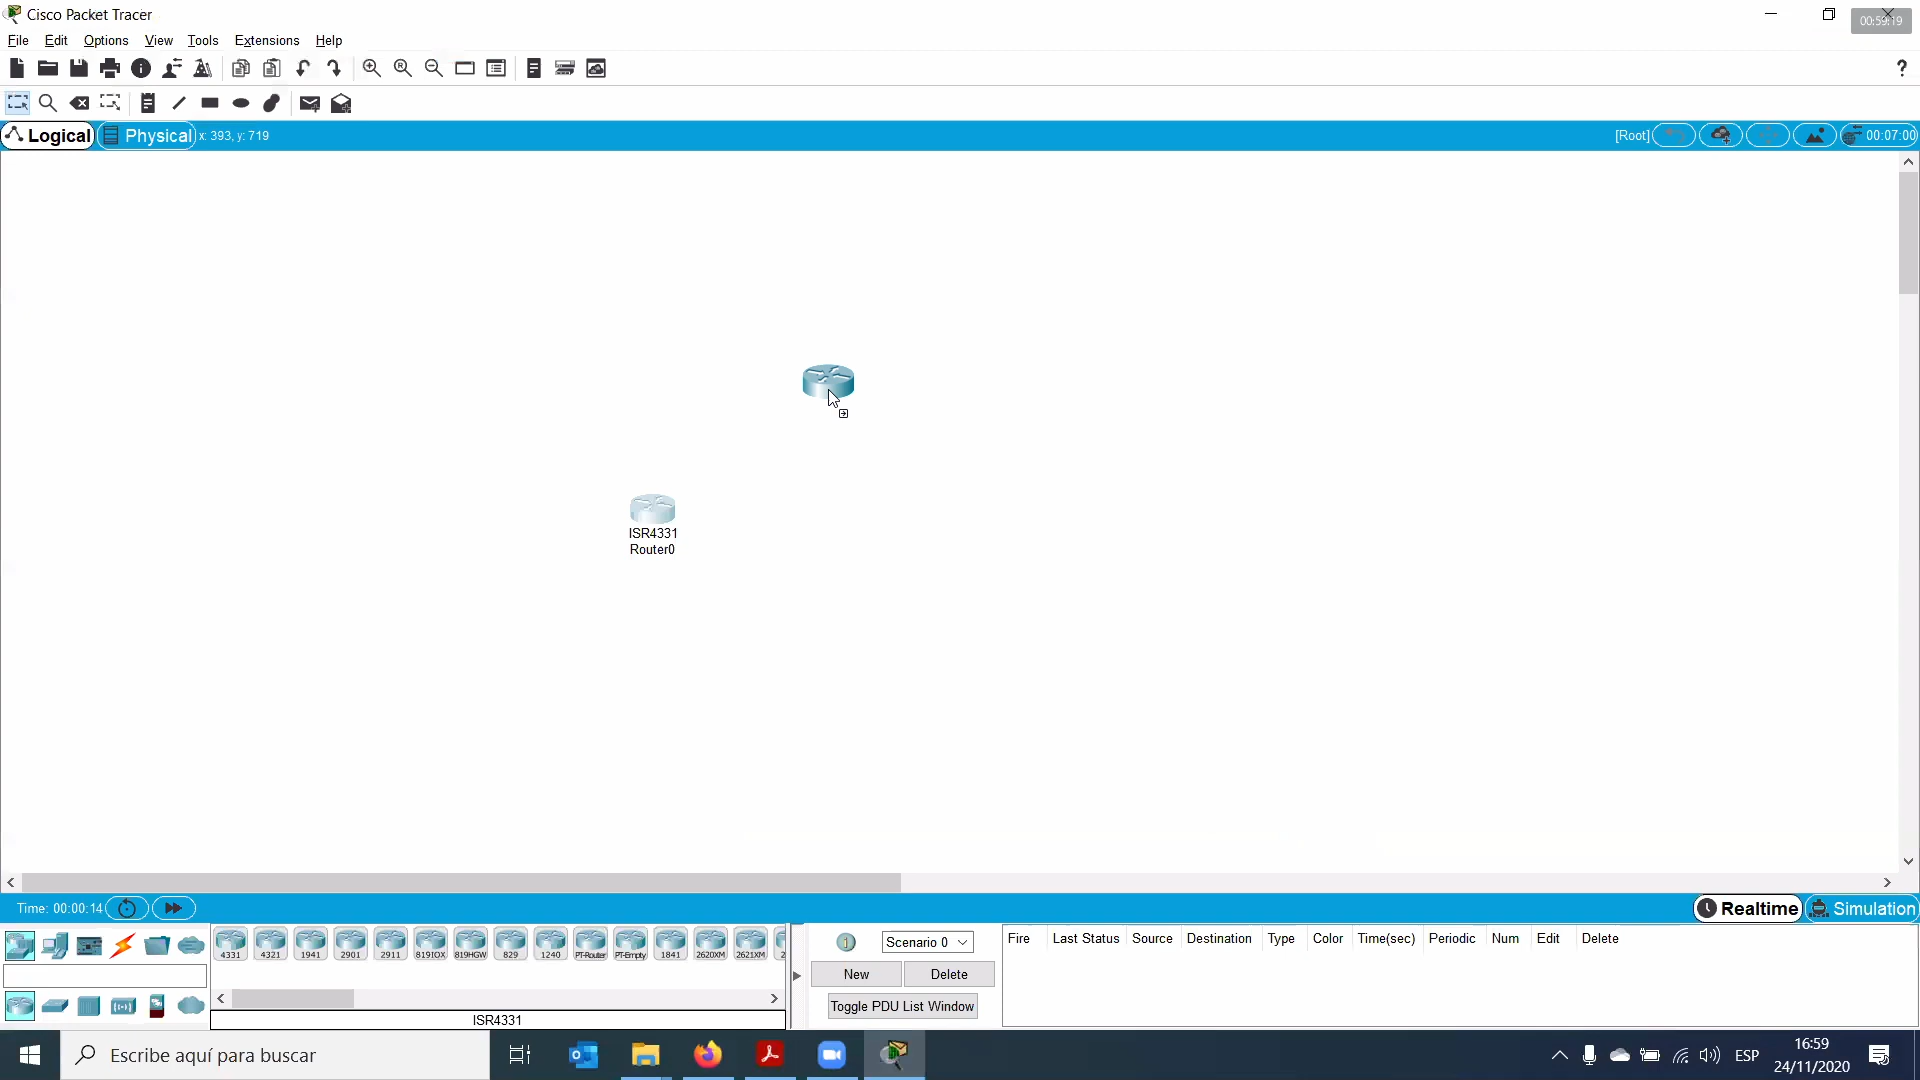 Cisco Packet Tracer
00:59:19
File Edit Options View Tools Extensions Help
?
Logical Physical x: 393, y: 719 [Root] 00:07:00
ISR4331
Router0
Time: 00:00:14 Realtime Simulation
4331 4321 1941 2901 2911 819IOX 819HGW 829 1240 PT-Router PT-Empty 1841 2620XM 2621XM 2
Scenario 0
New Delete
Toggle PDU List Window
Fire Last Status Source Destination Type Color Time(sec) Periodic Num Edit Delete
ISR4331
Escribe aquí para buscar
ESP
16:59
24/11/2020